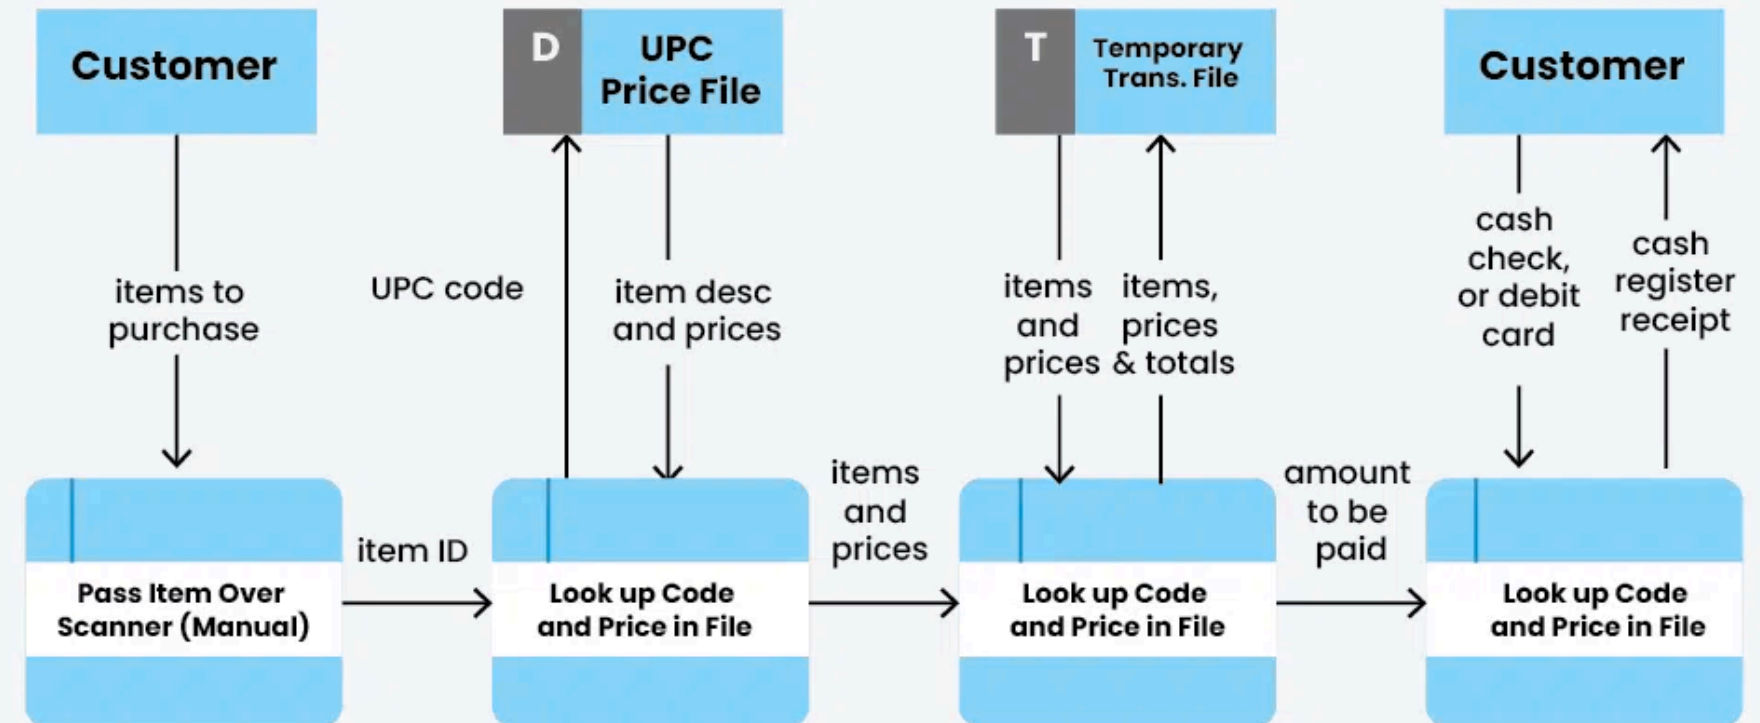 Customer
D
UPC
Price File
T
Temporary
Trans. File
Customer
items to
purchase
UPC code
item desc
and prices
items
and
prices
items,
prices
& totals
cash
check,
or debit
card
cash
register
receipt
item ID
items
and
prices
amount
to be
paid
Pass Item Over
Scanner (Manual)
Look up Code
and Price in File
Look up Code
and Price in File
Look up Code
and Price in File